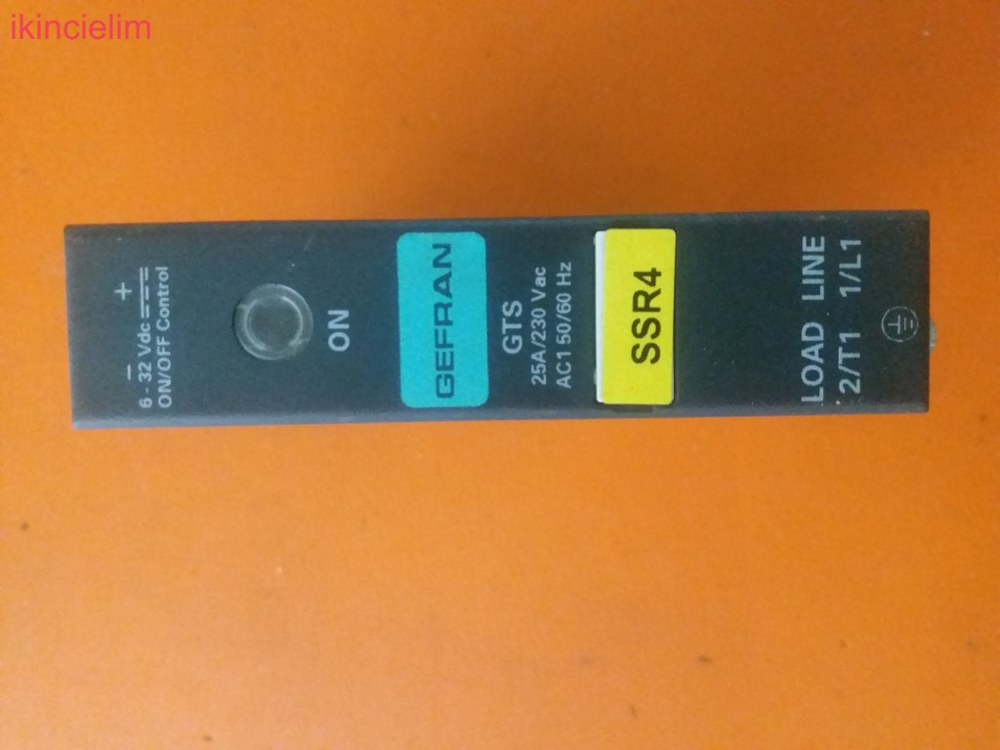 ikincielim
− +
6 - 32 Vdc
ON/OFF Control
ON
GEFRAN
GTS
25A/230 Vac
AC1 50/60 Hz
SSR4
LOAD LINE
2/T1 1/L1